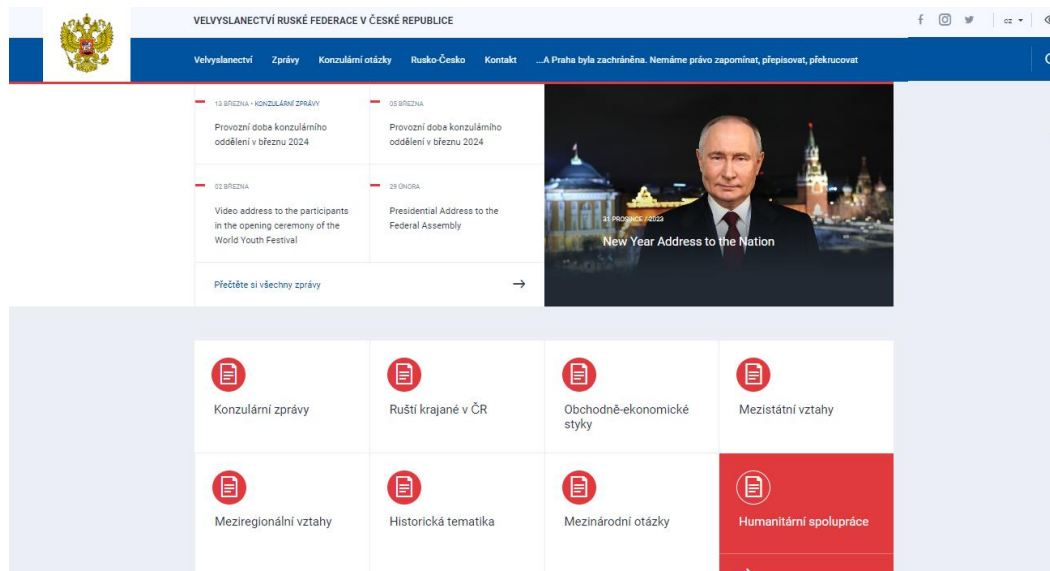 VELVYSLANECTVÍ RUSKÉ FEDERACE V ČESKÉ REPUBLICE
cz
Velvyslanectví Zprávy Konzulární otázky Rusko-Česko Kontakt ...A Praha byla zachráněna. Nemáme právo zapomínat, přepisovat, překrucovat
13 BŘEZNA • KONZULÁRNÍ ZPRÁVY
Provozní doba konzulárního
oddělení v březnu 2024
05 BŘEZNA
Provozní doba konzulárního
oddělení v březnu 2024
02 BŘEZNA
Video address to the participants
in the opening ceremony of the
World Youth Festival
29 ÚNORA
Presidential Address to the
Federal Assembly
Přečtěte si všechny zprávy
31 PROSINCE / 2023
New Year Address to the Nation
Konzulární zprávy
Ruští krajané v ČR
Obchodně-ekonomické
styky
Mezistátní vztahy
Meziregionální vztahy
Historická tematika
Mezinárodní otázky
Humanitární spolupráce